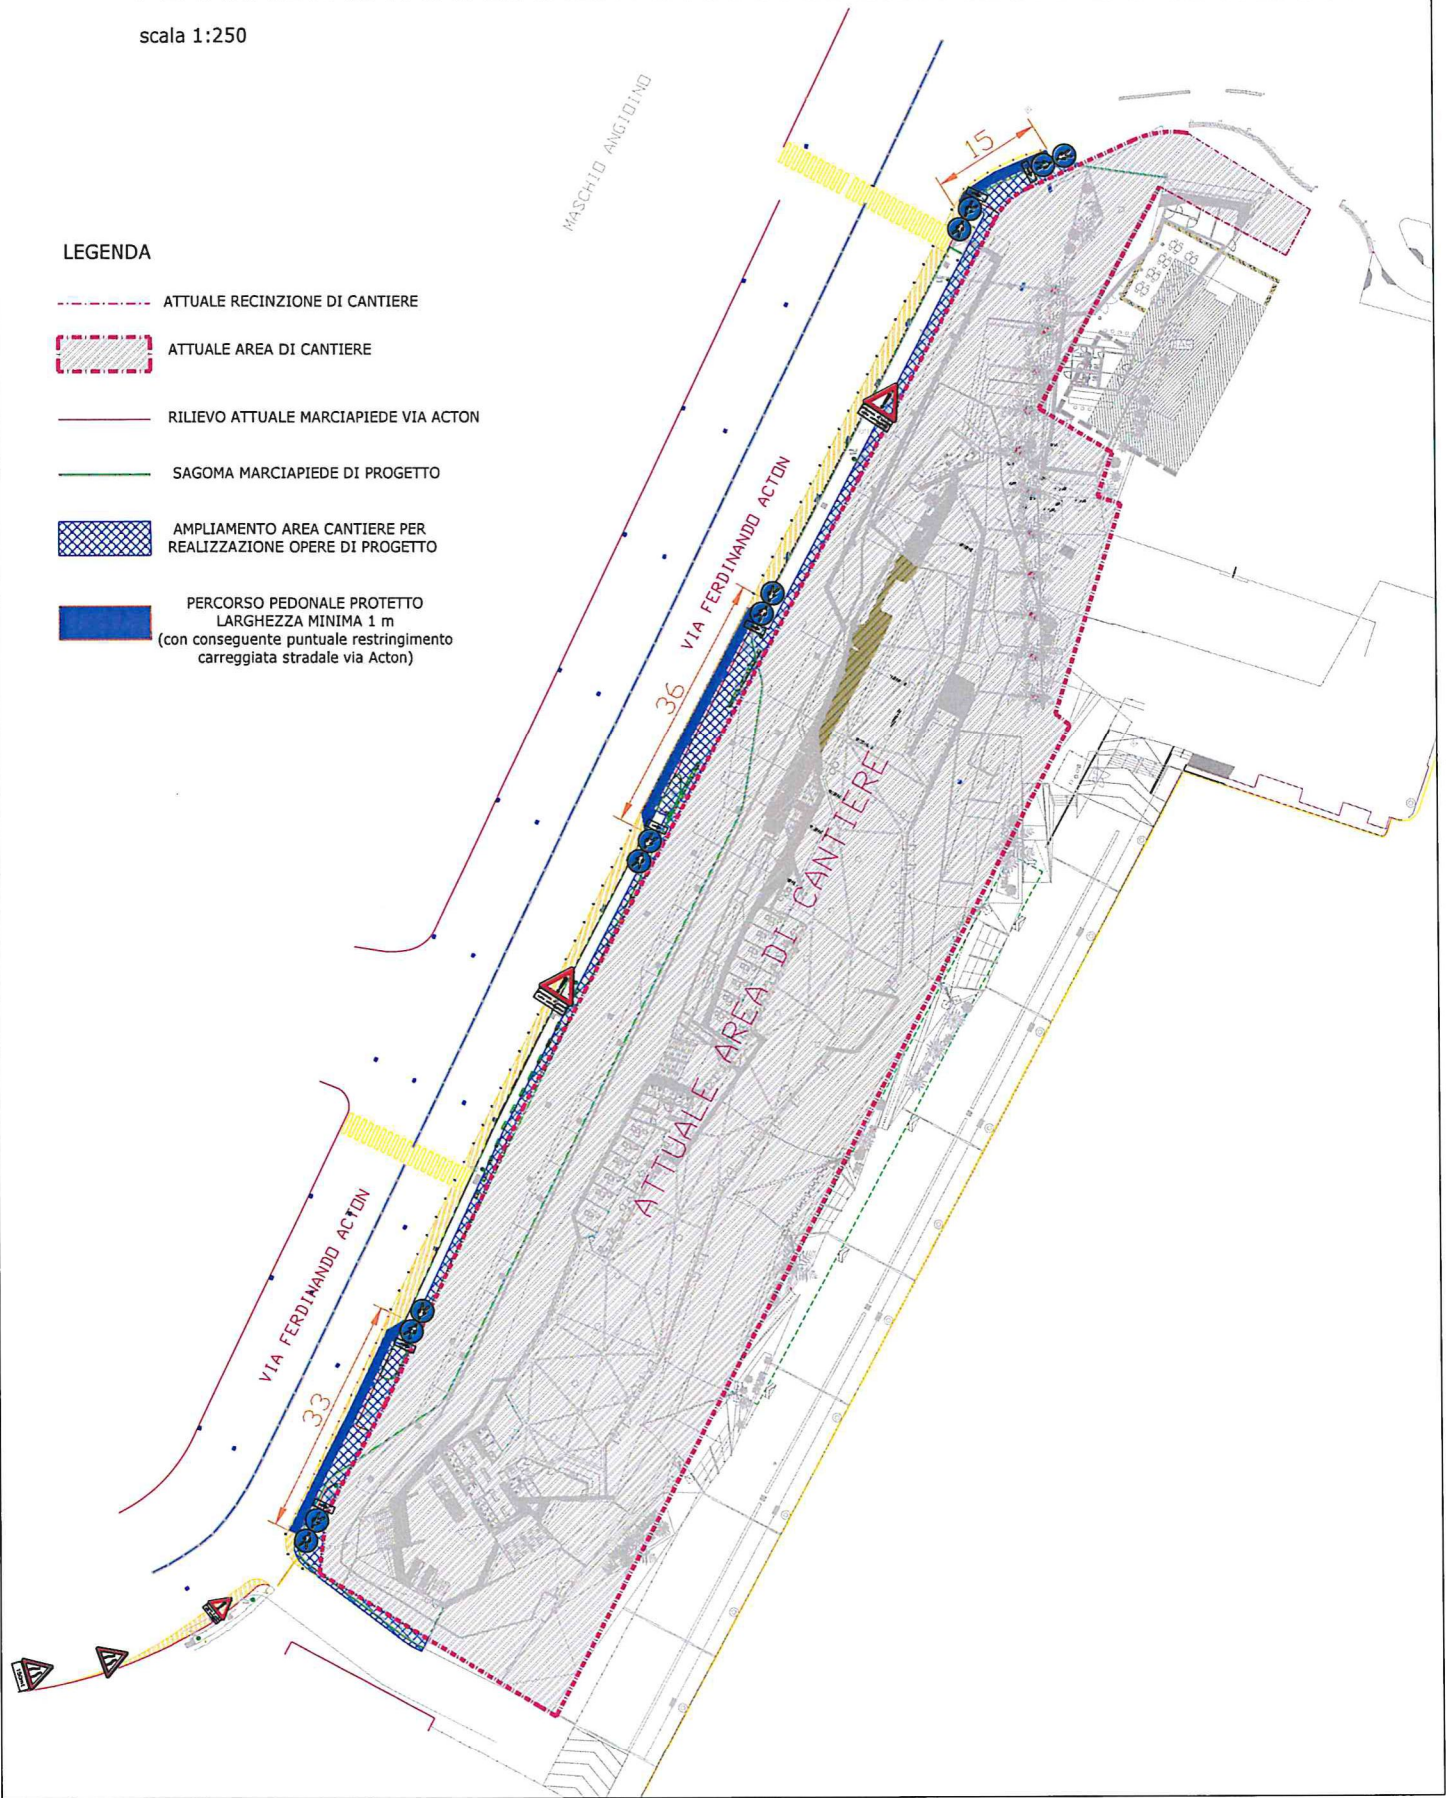 scala 1:250
MASCHIO ANGIOINO
15
LEGENDA
ATTUALE RECINZIONE DI CANTIERE
ATTUALE AREA DI CANTIERE
RILIEVO ATTUALE MARCIAPIEDE VIA ACTON
SAGOMA MARCIAPIEDE DI PROGETTO
AMPLIAMENTO AREA CANTIERE PER
REALIZZAZIONE OPERE DI PROGETTO
PERCORSO PEDONALE PROTETTO
LARGHEZZA MINIMA 1 m
(con conseguente puntuale restringimento
carreggiata stradale via Acton)
VIA FERDINANDO ACTON
36
ATTUALE AREA DI CANTIERE
VIA FERDINANDO ACTON
33